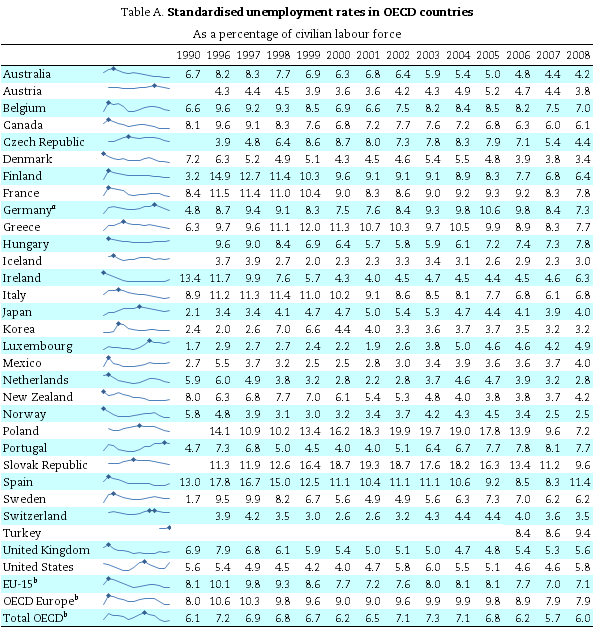 Table A. Standardised unemployment rates in OECD countries
As a percentage of civilian labour force
1990 1996 1997 1998 1999 2000 2001 2002 2003 2004 2005 2006 2007 2008
Australia 6.7 8.2 8.3 7.7 6.9 6.3 6.8 6.4 5.9 5.4 5.0 4.8 4.4 4.2
Austria 4.3 4.4 4.5 3.9 3.6 3.6 4.2 4.3 4.9 5.2 4.7 4.4 3.8
Belgium 6.6 9.6 9.2 9.3 8.5 6.9 6.6 7.5 8.2 8.4 8.5 8.2 7.5 7.0
Canada 8.1 9.6 9.1 8.3 7.6 6.8 7.2 7.7 7.6 7.2 6.8 6.3 6.0 6.1
Czech Republic 3.9 4.8 6.4 8.6 8.7 8.0 7.3 7.8 8.3 7.9 7.1 5.4 4.4
Denmark 7.2 6.3 5.2 4.9 5.1 4.3 4.5 4.6 5.4 5.5 4.8 3.9 3.8 3.4
Finland 3.2 14.9 12.7 11.4 10.3 9.6 9.1 9.1 9.1 8.9 8.3 7.7 6.8 6.4
France 8.4 11.5 11.4 11.0 10.4 9.0 8.3 8.6 9.0 9.2 9.3 9.2 8.3 7.8
Germanyᵃ 4.8 8.7 9.4 9.1 8.3 7.5 7.6 8.4 9.3 9.8 10.6 9.8 8.4 7.3
Greece 6.3 9.7 9.6 11.1 12.0 11.3 10.7 10.3 9.7 10.5 9.9 8.9 8.3 7.7
Hungary 9.6 9.0 8.4 6.9 6.4 5.7 5.8 5.9 6.1 7.2 7.4 7.3 7.8
Iceland 3.7 3.9 2.7 2.0 2.3 2.3 3.3 3.4 3.1 2.6 2.9 2.3 3.0
Ireland 13.4 11.7 9.9 7.6 5.7 4.3 4.0 4.5 4.7 4.5 4.4 4.5 4.6 6.3
Italy 8.9 11.2 11.3 11.4 11.0 10.2 9.1 8.6 8.5 8.1 7.7 6.8 6.1 6.8
Japan 2.1 3.4 3.4 4.1 4.7 4.7 5.0 5.4 5.3 4.7 4.4 4.1 3.9 4.0
Korea 2.4 2.0 2.6 7.0 6.6 4.4 4.0 3.3 3.6 3.7 3.7 3.5 3.2 3.2
Luxembourg 1.7 2.9 2.7 2.7 2.4 2.2 1.9 2.6 3.8 5.0 4.6 4.6 4.2 4.9
Mexico 2.7 5.5 3.7 3.2 2.5 2.5 2.8 3.0 3.4 3.9 3.6 3.6 3.7 4.0
Netherlands 5.9 6.0 4.9 3.8 3.2 2.8 2.2 2.8 3.7 4.6 4.7 3.9 3.2 2.8
New Zealand 8.0 6.3 6.8 7.7 7.0 6.1 5.4 5.3 4.8 4.0 3.8 3.8 3.7 4.2
Norway 5.8 4.8 3.9 3.1 3.0 3.2 3.4 3.7 4.2 4.3 4.5 3.4 2.5 2.5
Poland 14.1 10.9 10.2 13.4 16.2 18.3 19.9 19.7 19.0 17.8 13.9 9.6 7.2
Portugal 4.7 7.3 6.8 5.0 4.5 4.0 4.0 5.1 6.4 6.7 7.7 7.8 8.1 7.7
Slovak Republic 11.3 11.9 12.6 16.4 18.7 19.3 18.7 17.6 18.2 16.3 13.4 11.2 9.6
Spain 13.0 17.8 16.7 15.0 12.5 11.1 10.4 11.1 11.1 10.6 9.2 8.5 8.3 11.4
Sweden 1.7 9.5 9.9 8.2 6.7 5.6 4.9 4.9 5.6 6.3 7.3 7.0 6.2 6.2
Switzerland 3.9 4.2 3.5 3.0 2.6 2.6 3.2 4.3 4.4 4.4 4.0 3.6 3.5
Turkey 8.4 8.6 9.4
United Kingdom 6.9 7.9 6.8 6.1 5.9 5.4 5.0 5.1 5.0 4.7 4.8 5.4 5.3 5.6
United States 5.6 5.4 4.9 4.5 4.2 4.0 4.7 5.8 6.0 5.5 5.1 4.6 4.6 5.8
EU-15ᵇ 8.1 10.1 9.8 9.3 8.6 7.7 7.2 7.6 8.0 8.1 8.1 7.7 7.0 7.1
OECD Europeᵇ 8.0 10.6 10.3 9.8 9.6 9.0 9.0 9.6 9.9 9.9 9.8 8.9 7.9 7.9
Total OECDᵇ 6.1 7.2 6.9 6.8 6.7 6.2 6.5 7.1 7.3 7.1 6.8 6.2 5.7 6.0